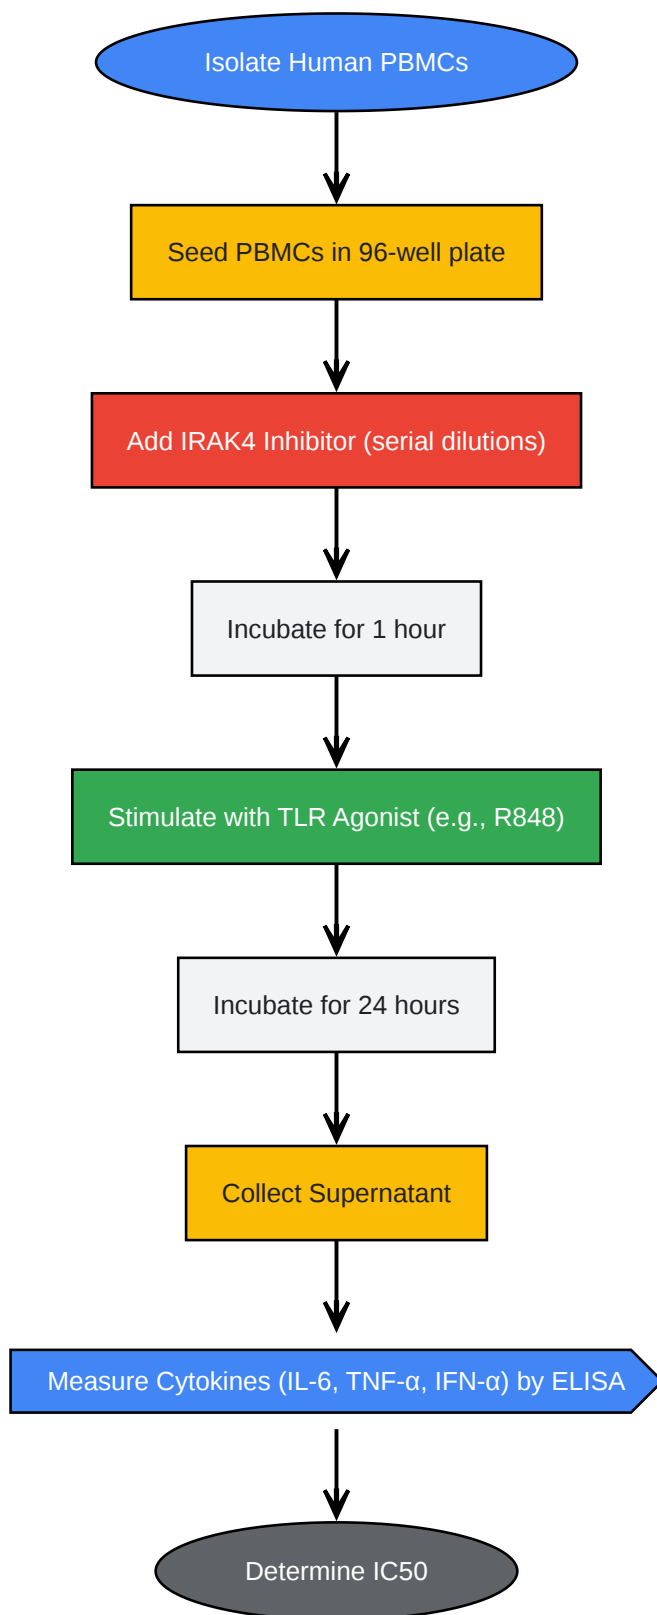 Isolate Human PBMCs
Seed PBMCs in 96-well plate
Add IRAK4 Inhibitor (serial dilutions)
Incubate for 1 hour
Stimulate with TLR Agonist (e.g., R848)
Incubate for 24 hours
Collect Supernatant
Measure Cytokines (IL-6, TNF-α, IFN-α) by ELISA
Determine IC50